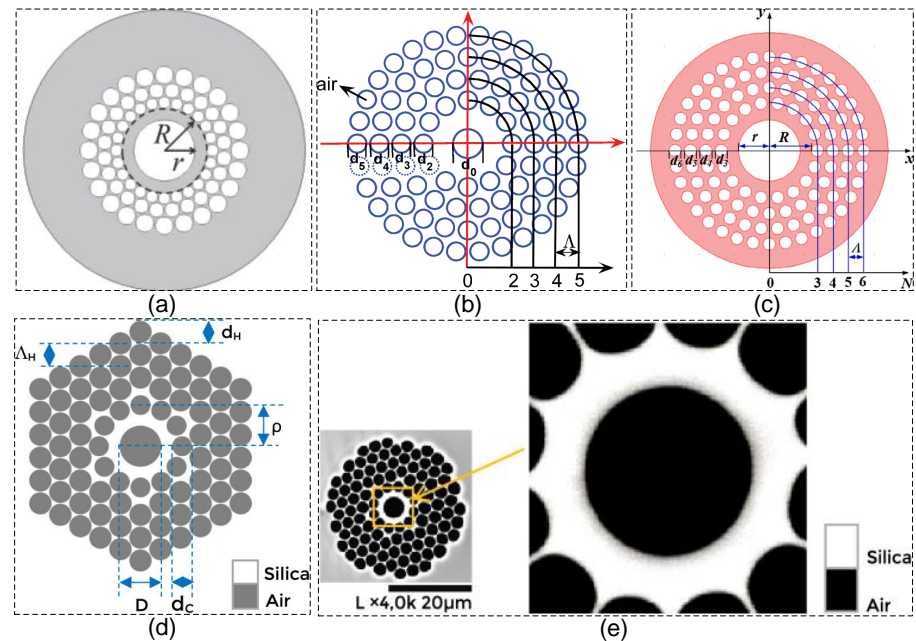 R
r
(a)
air
d5 d4 d3 d2 d0
Λ
0 2 3 4 5
(b)
y
r R
x
d6 d5 d4 d3
Λ
0 3 4 5 6 N
(c)
dH
ΛH
ρ
D dC
Silica
Air
(d)
L ×4,0k 20μm
Silica
Air
(e)